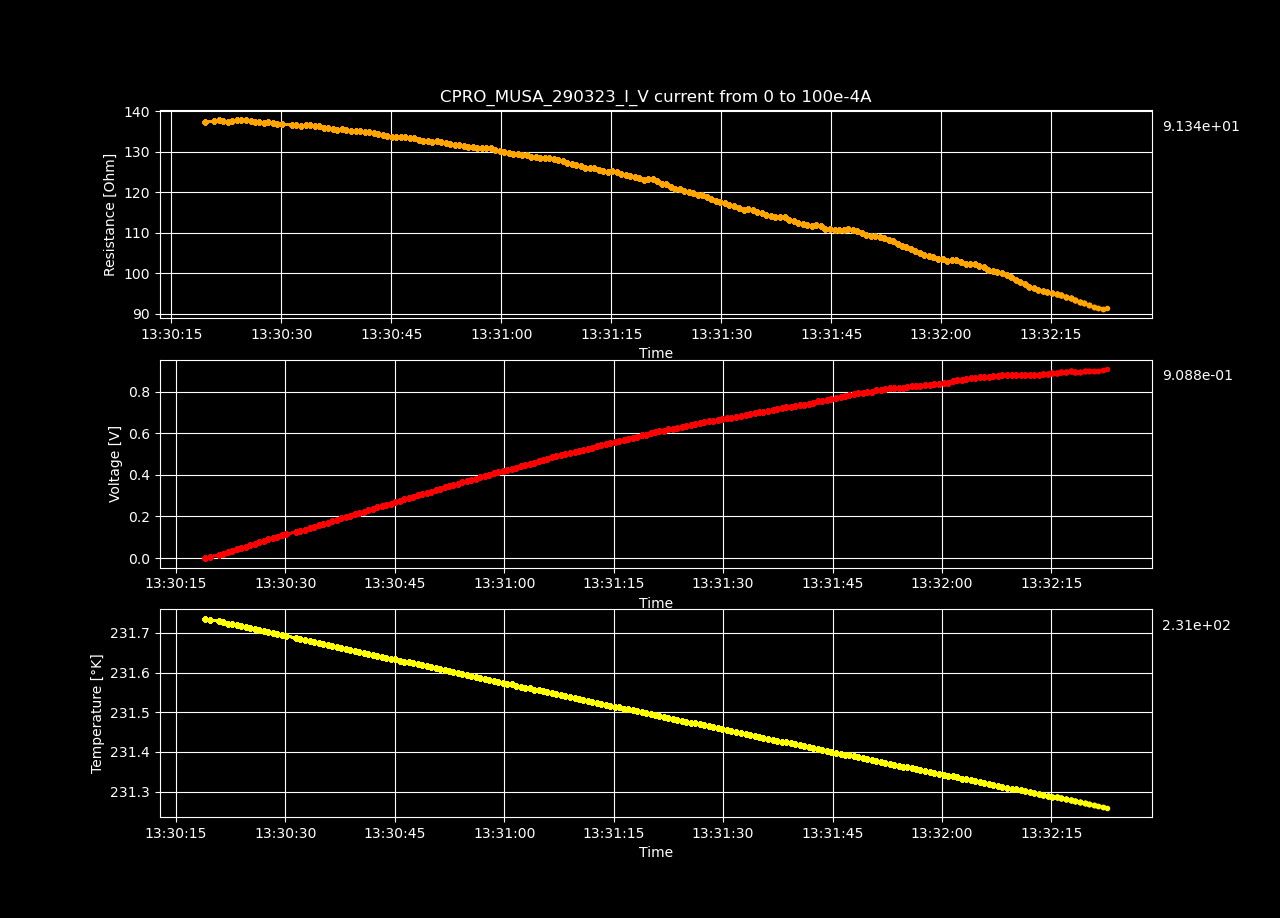 CPRO_MUSA_290323_I_V current from 0 to 100e-4A
140
130
120
110
100
90
Resistance [Ohm]
9.134e+01
13:30:15 13:30:30 13:30:45 13:31:00 13:31:15 13:31:30 13:31:45 13:32:00 13:32:15
Time
0.8
0.6
0.4
0.2
0.0
Voltage [V]
9.088e-01
13:30:15 13:30:30 13:30:45 13:31:00 13:31:15 13:31:30 13:31:45 13:32:00 13:32:15
Time
231.7
231.6
231.5
231.4
231.3
Temperature [°K]
2.31e+02
13:30:15 13:30:30 13:30:45 13:31:00 13:31:15 13:31:30 13:31:45 13:32:00 13:32:15
Time